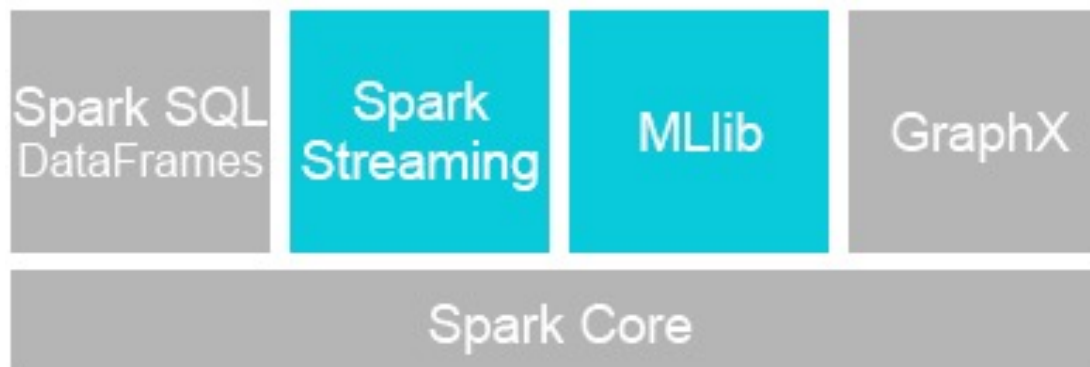 Spark SQL
DataFrames
Spark
Streaming
MLlib
GraphX
Spark Core